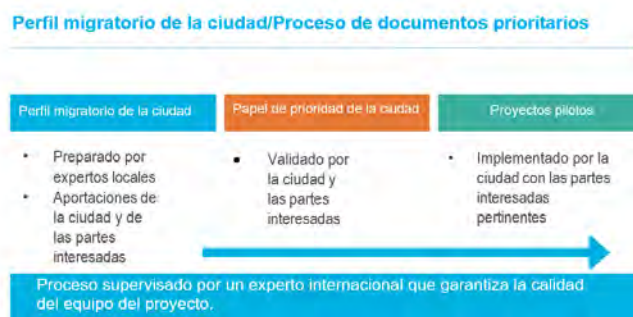 Perfil migratorio de la ciudad/Proceso de documentos prioritarios
Perfil migratorio de la ciudad
Papel de prioridad de la ciudad
Proyectos pilotos
• Preparado por
expertos locales
• Aportaciones de
la ciudad y de
las partes
interesadas
▪ Validado por
la ciudad y
las partes
interesadas
• Implementado por la
ciudad con las partes
interesadas
pertinentes
Proceso supervisado por un experto internacional que garantiza la calidad
del equipo del proyecto.